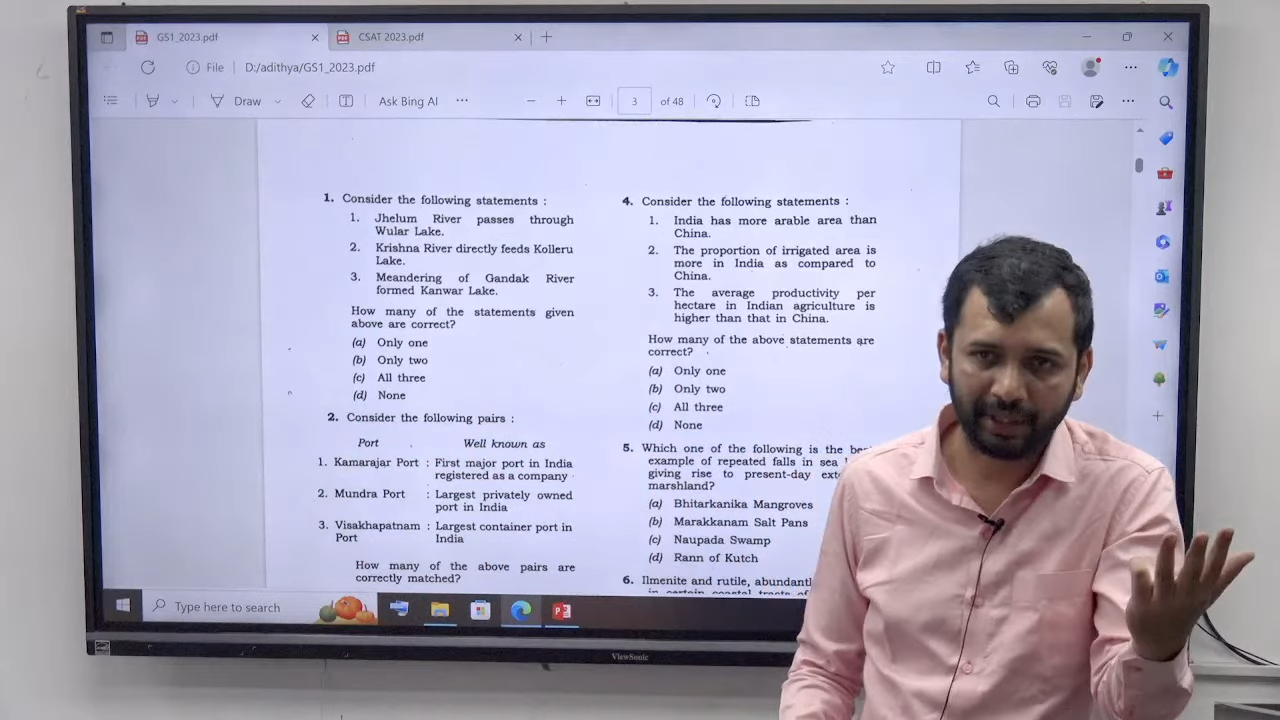 GS1_2023.pdf
CSAT 2023.pdf
File
D:/adithya/GS1_2023.pdf
Draw
Ask Bing AI
3
of 48
1. Consider the following statements :
1. Jhelum River passes through
Wular Lake.
2. Krishna River directly feeds Kolleru
Lake.
3. Meandering of Gandak River
formed Kanwar Lake.
How many of the statements given
above are correct?
(a) Only one
(b) Only two
(c) All three
(d) None
2. Consider the following pairs :
Port Well known as
1. Kamarajar Port : First major port in India
registered as a company
2. Mundra Port : Largest privately owned
port in India
3. Visakhapatnam : Largest container port in
Port India
How many of the above pairs are
correctly matched?
4. Consider the following statements :
1. India has more arable area than
China.
2. The proportion of irrigated area is
more in India as compared to
China.
3. The average productivity per
hectare in Indian agriculture is
higher than that in China.
How many of the above statements are
correct?
(a) Only one
(b) Only two
(c) All three
(d) None
5. Which one of the following is the
example of repeated falls in sea
giving rise to present-day
marshland?
(a) Bhitarkanika Mangroves
(b) Marakkanam Salt Pans
(c) Naupada Swamp
(d) Rann of Kutch
6. Ilmenite and rutile,
in certain coastal tracts of
Type here to search
ViewSonic